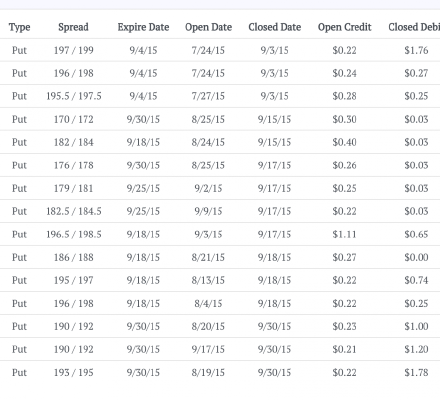 Type Spread Expire Date Open Date Closed Date Open Credit Closed Debi
Put 197 / 199 9/4/15 7/24/15 9/3/15 $0.22 $1.76
Put 196 / 198 9/4/15 7/24/15 9/3/15 $0.24 $0.27
Put 195.5 / 197.5 9/4/15 7/27/15 9/3/15 $0.28 $0.25
Put 170 / 172 9/30/15 8/25/15 9/15/15 $0.30 $0.03
Put 182 / 184 9/18/15 8/24/15 9/15/15 $0.40 $0.03
Put 176 / 178 9/30/15 8/25/15 9/17/15 $0.26 $0.03
Put 179 / 181 9/25/15 9/2/15 9/17/15 $0.25 $0.03
Put 182.5 / 184.5 9/25/15 9/9/15 9/17/15 $0.22 $0.03
Put 196.5 / 198.5 9/18/15 9/3/15 9/17/15 $1.11 $0.65
Put 186 / 188 9/18/15 8/21/15 9/18/15 $0.27 $0.00
Put 195 / 197 9/18/15 8/13/15 9/18/15 $0.22 $0.74
Put 196 / 198 9/18/15 8/4/15 9/18/15 $0.22 $0.25
Put 190 / 192 9/30/15 8/20/15 9/30/15 $0.23 $1.00
Put 190 / 192 9/30/15 9/17/15 9/30/15 $0.21 $1.20
Put 193 / 195 9/30/15 8/19/15 9/30/15 $0.22 $1.78